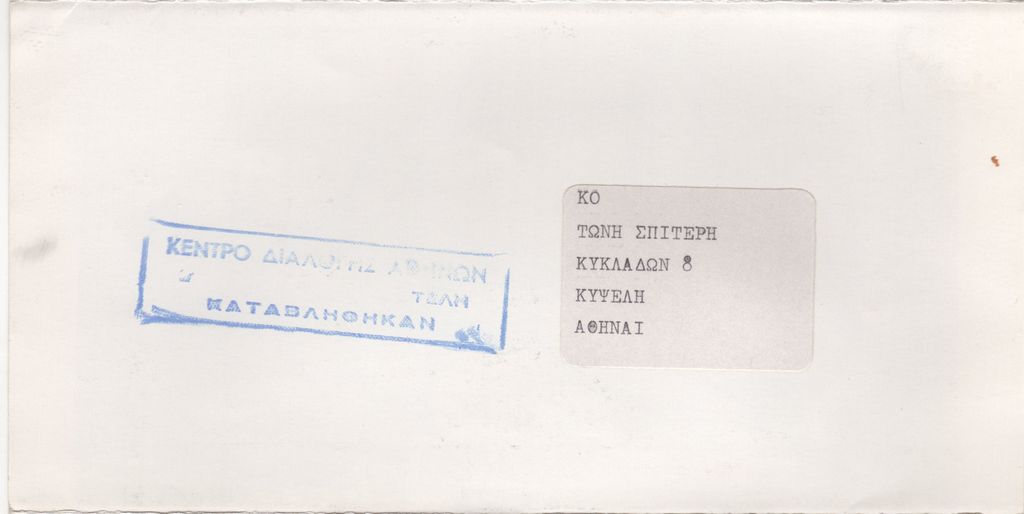 ΚΕΝΤΡΟ ΔΙΑΛΟΓΗΣ ΑΘΗΝΩΝ
ΤΕΛΗ
ΚΑΤΑΒΛΗΘΗΚΑΝ
ΚΟ
ΤΩΝΗ ΣΠΙΤΕΡΗ
ΚΥΚΛΑΔΩΝ 8
ΚΥΨΕΛΗ
ΑΘΗΝΑΙ